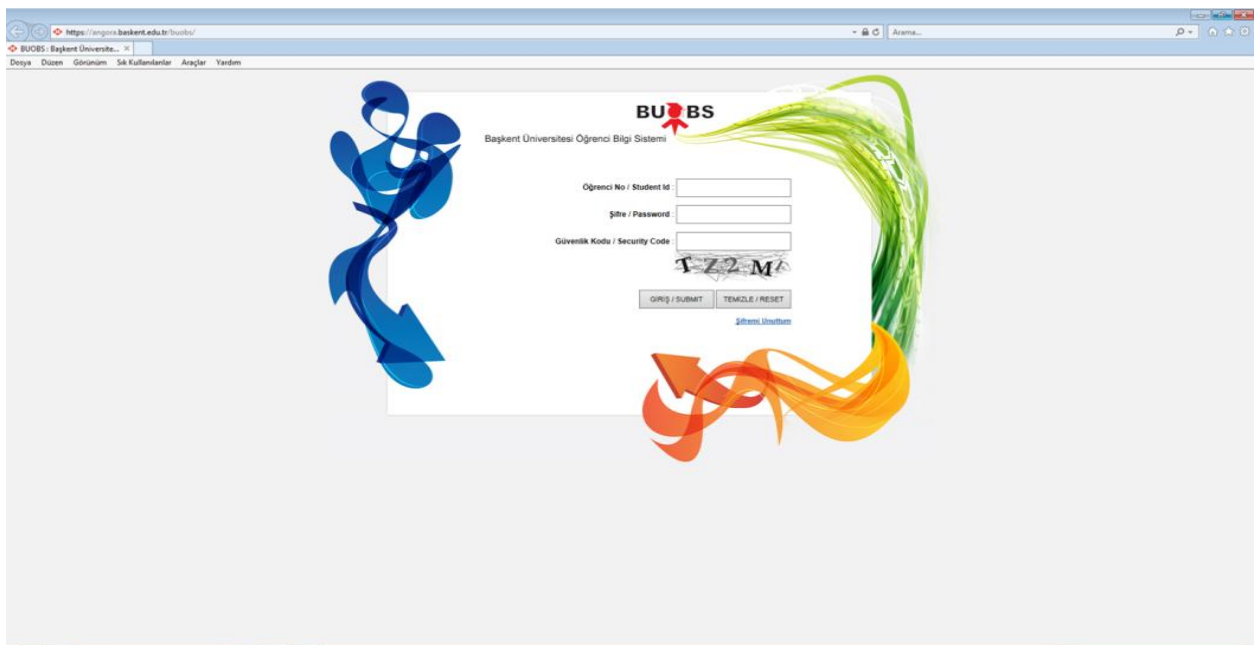 https://angora.baskent.edu.tr/buobs/
Arama...
BUOBS : Başkent Üniversite...
Dosya Düzen Görünüm Sık Kullanılanlar Araçlar Yardım
BUOBS
Başkent Üniversitesi Öğrenci Bilgi Sistemi
Öğrenci No / Student Id :
Şifre / Password :
Güvenlik Kodu / Security Code :
GİRİŞ / SUBMIT TEMİZLE / RESET
Şifremi Unuttum